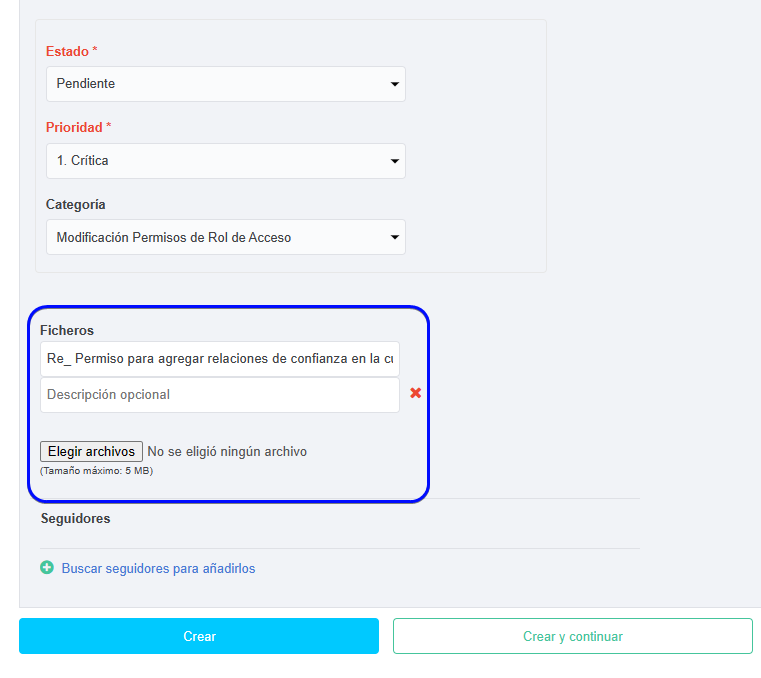 Estado *
Pendiente
Prioridad *
1. Crítica
Categoría
Modificación Permisos de Rol de Acceso
Ficheros
Re_ Permiso para agregar relaciones de confianza en la
Descripción opcional
Elegir archivos No se eligió ningún archivo
(Tamaño máximo: 5 MB)
Seguidores
Buscar seguidores para añadirlos
Crear
Crear y continuar